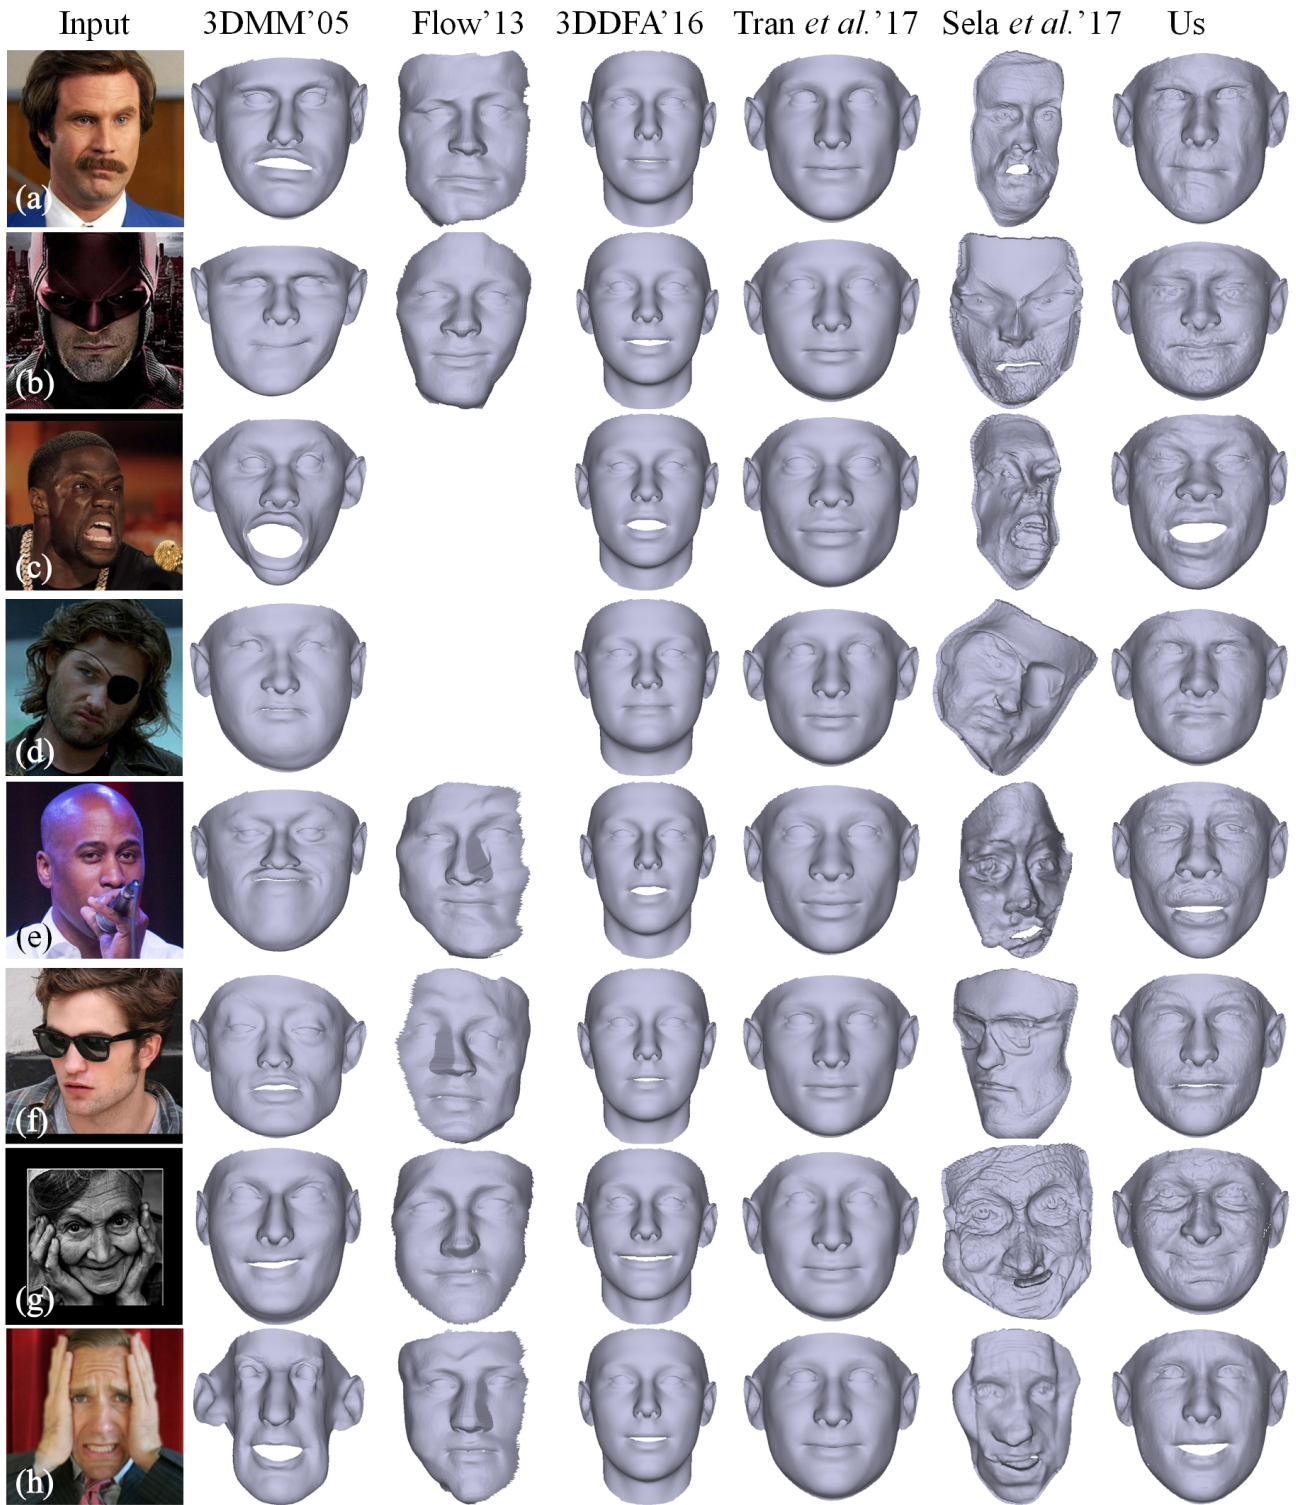 Input 3DMM’05 Flow’13 3DDFA’16 Tran et al.’17 Sela et al.’17 Us
(a)
(b)
(c)
(d)
(e)
(f)
(g)
(h)